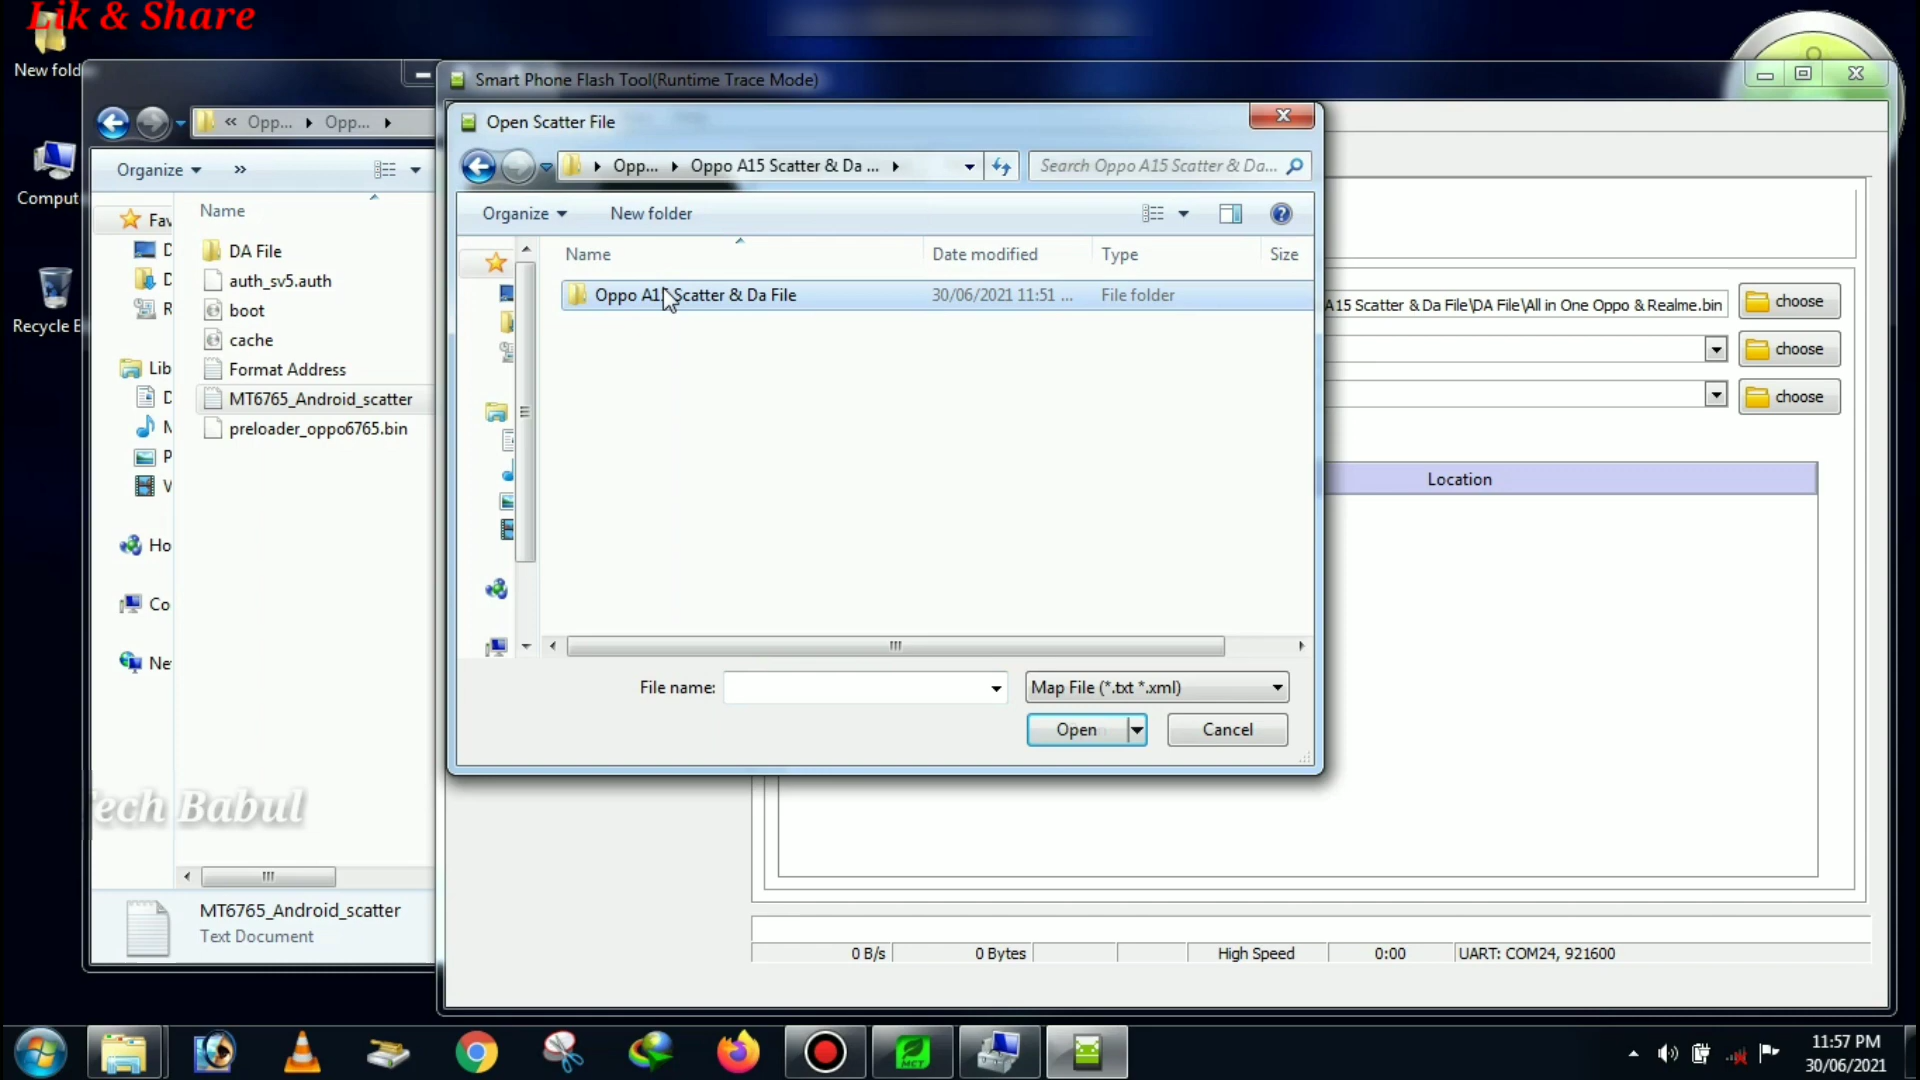 Lik & Share
New fold
Comput
Recycle B
« Opp... Opp...
Organize »
Name
Fav
D
D
R
Lib
D
M
P
V
Ho
Co
Ne
DA File
auth_sv5.auth
boot
cache
Format Address
MT6765_Android_scatter
preloader_oppo6765.bin
Tech Babul
MT6765_Android_scatter
Text Document
Smart Phone Flash Tool(Runtime Trace Mode)
Open Scatter File
Opp... Oppo A15 Scatter & Da ...
Search Oppo A15 Scatter & Da...
Organize New folder
Name Date modified Type Size
Oppo A15 Scatter & Da File 30/06/2021 11:51 ... File folder
File name: Map File (*.txt *.xml)
Open Cancel
A15 Scatter & Da File\DA File\All in One Oppo & Realme.bin choose
choose
choose
Location
0 B/s 0 Bytes High Speed 0:00 UART: COM24, 921600
MCT
11:57 PM
30/06/2021